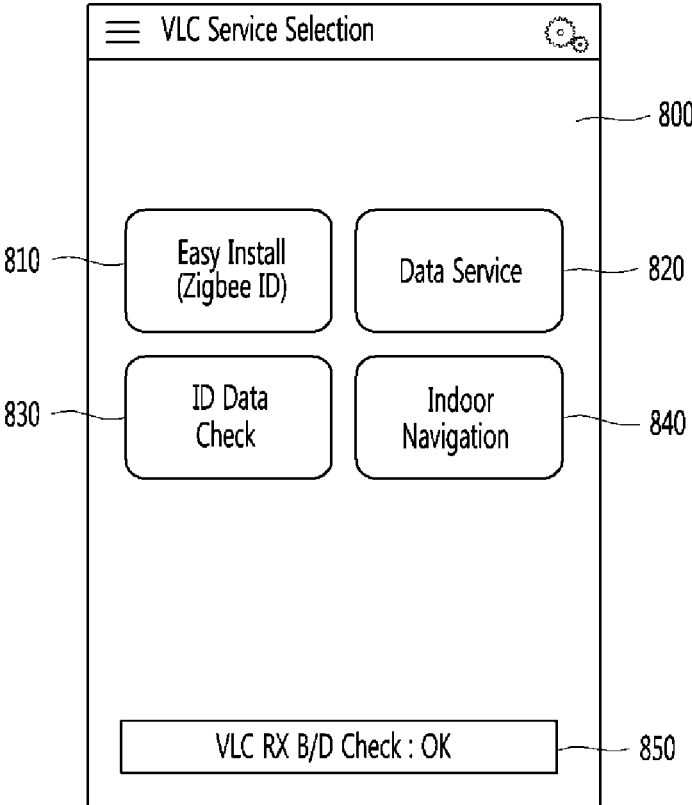 VLC Service Selection
800
810
Easy Install
(Zigbee ID)
Data Service
820
830
ID Data
Check
Indoor
Navigation
840
VLC RX B/D Check : OK
850